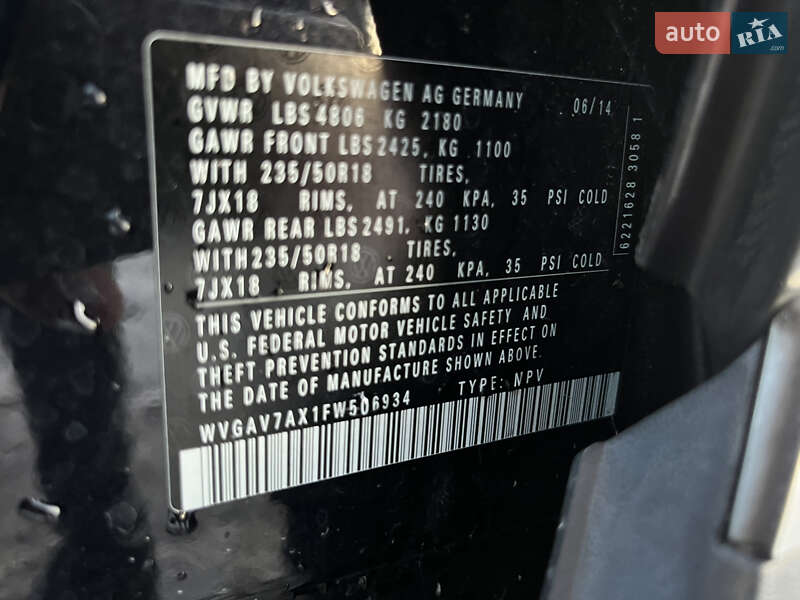 auto RIA.com
MFD BY VOLKSWAGEN AG GERMANY 06/14
GVWR LBS 4806 KG 2180
GAWR FRONT LBS 2425, KG 1100
WITH 235/50R18 TIRES,
7JX18 RIMS, AT 240 KPA, 35 PSI COLD
GAWR REAR LBS 2491, KG 1130
WITH 235/50R18 TIRES,
7JX18 RIMS, AT 240 KPA, 35 PSI COLD
THIS VEHICLE CONFORMS TO ALL APPLICABLE
U.S. FEDERAL MOTOR VEHICLE SAFETY AND
THEFT PREVENTION STANDARDS IN EFFECT ON
THE DATE OF MANUFACTURE SHOWN ABOVE.
WVGAV7AX1FW506934 TYPE: NPV
6221628 3058 1